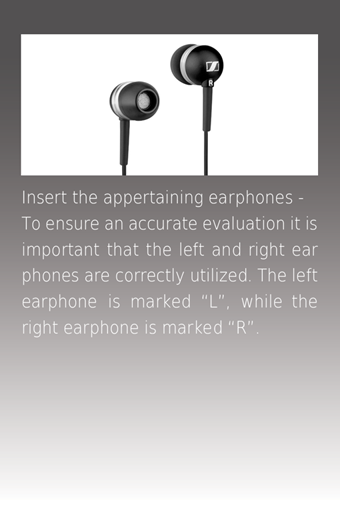 R
Insert the appertaining earphones -
To ensure an accurate evaluation it is
important that the left and right ear
phones are correctly utilized. The left
earphone is marked “L”, while the
right earphone is marked “R”.